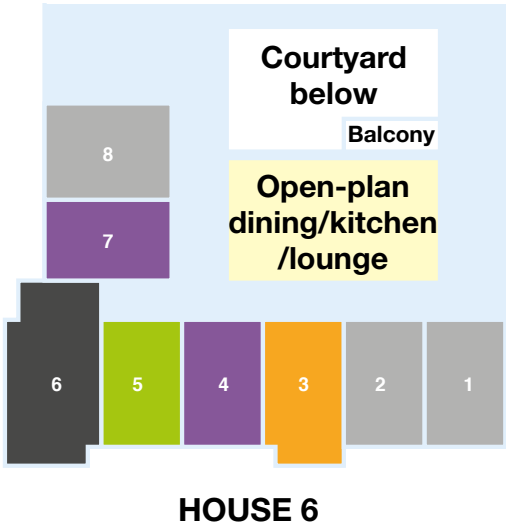 Courtyard
below
Balcony
8
Open-plan
dining/kitchen
/lounge
7
6
5
4
3
2
1
HOUSE 6